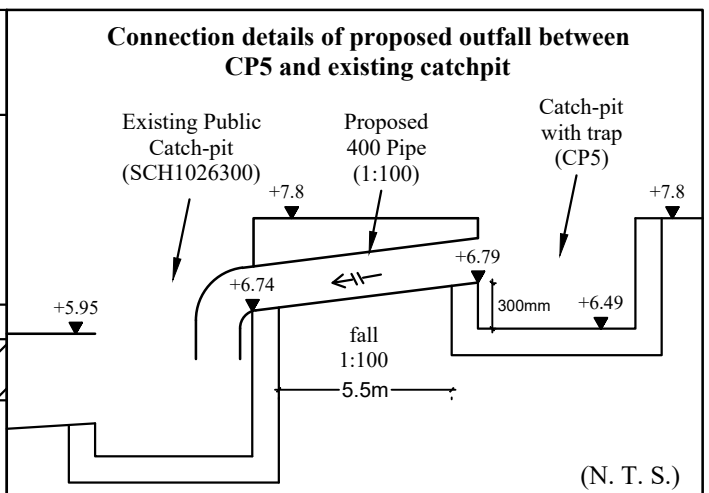 Connection details of proposed outfall between
CP5 and existing catchpit
Existing Public
Catch-pit
(SCH1026300)
Proposed
400 Pipe
(1:100)
Catch-pit
with trap
(CP5)
+7.8
+7.8
+6.79
+6.74
+5.95
300mm
+6.49
fall
1:100
5.5m
(N. T. S.)